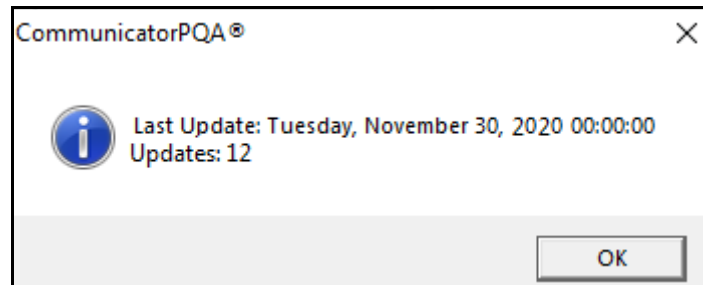 CommunicatorPQA®
Last Update: Tuesday, November 30, 2020 00:00:00
Updates: 12
OK